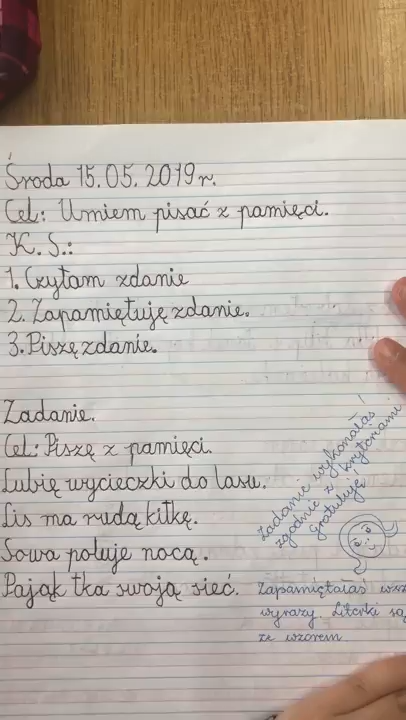 Środa 15.05.2019r.
Cel: Umiem pisać z pamięci.
K.S.:
1. Czytam zdanie
2. Zapamiętuję zdanie.
3. Piszę zdanie.
Zadanie.
Cel: Piszę z pamięci.
Lubię wycieczki do lasu.
Lis ma rudą kitkę.
Sowa poluje nocą.
Pająk tka swoją sieć.
Zadanie wykonałaś
zgodnie z kryteriami
gratuluję!
Zapamiętałaś
wyrazy. Literki są
ze wzorem